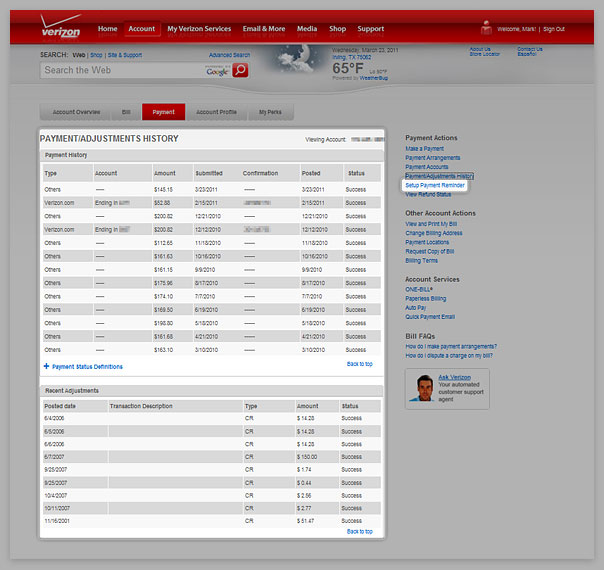 verizon
Home Account My Verizon Services Email & More Media Shop Support
Welcome, Mark! | Sign Out
SEARCH: Web | Shop | Site & Support Advanced Search
Search the Web
Google
Wednesday, March 23, 2011
Irving, TX 75062
65°F
Powered by WeatherBug
About Us
Store Locator
Contact Us
Español
Account Overview Bill Payment Account Profile My Perks
PAYMENT/ADJUSTMENTS HISTORY
Viewing Account:
Payment History
Type Account Amount Submitted Confirmation Posted Status
Others ---- $145.15 3/23/2011 ---- 3/23/2011 Success
Verizon.com Ending in $52.88 2/15/2011 2/15/2011 Success
Others ---- $200.82 12/21/2010 ---- 12/21/2010 Success
Verizon.com Ending in $200.82 12/12/2010 12/12/2010 Success
Others ---- $112.65 11/18/2010 ---- 11/18/2010 Success
Others ---- $161.63 10/16/2010 ---- 10/16/2010 Success
Others ---- $161.15 9/9/2010 ---- 9/9/2010 Success
Others ---- $175.96 8/17/2010 ---- 8/17/2010 Success
Others ---- $174.10 7/7/2010 ---- 7/7/2010 Success
Others ---- $169.50 6/19/2010 ---- 6/19/2010 Success
Others ---- $198.80 5/18/2010 ---- 5/18/2010 Success
Others ---- $161.68 4/21/2010 ---- 4/21/2010 Success
Others ---- $163.10 3/10/2010 ---- 3/10/2010 Success
+ Payment Status Definitions
Back to top
Recent Adjustments
Posted date Transaction Description Type Amount Status
6/4/2006 CR $ 14.28 Success
6/5/2006 CR $ 14.28 Success
6/6/2006 CR $ 14.28 Success
6/7/2007 CR $ 150.00 Success
9/25/2007 CR $ 1.74 Success
9/25/2007 CR $ 0.44 Success
10/4/2007 CR $ 2.56 Success
10/11/2007 CR $ 2.77 Success
11/16/2001 CR $ 51.47 Success
Back to top
Payment Actions
Make a Payment
Payment Arrangements
Payment Accounts
Payment/Adjustments History
Setup Payment Reminder
View Refund Status
Other Account Actions
View and Print My Bill
Change Billing Address
Payment Locations
Request Copy of Bill
Billing Terms
Account Services
ONE-BILL®
Paperless Billing
Auto Pay
Quick Payment Email
Bill FAQs
How do I make payment arrangements?
How do I dispute a charge on my bill?
Ask Verizon
Your automated
customer support
agent